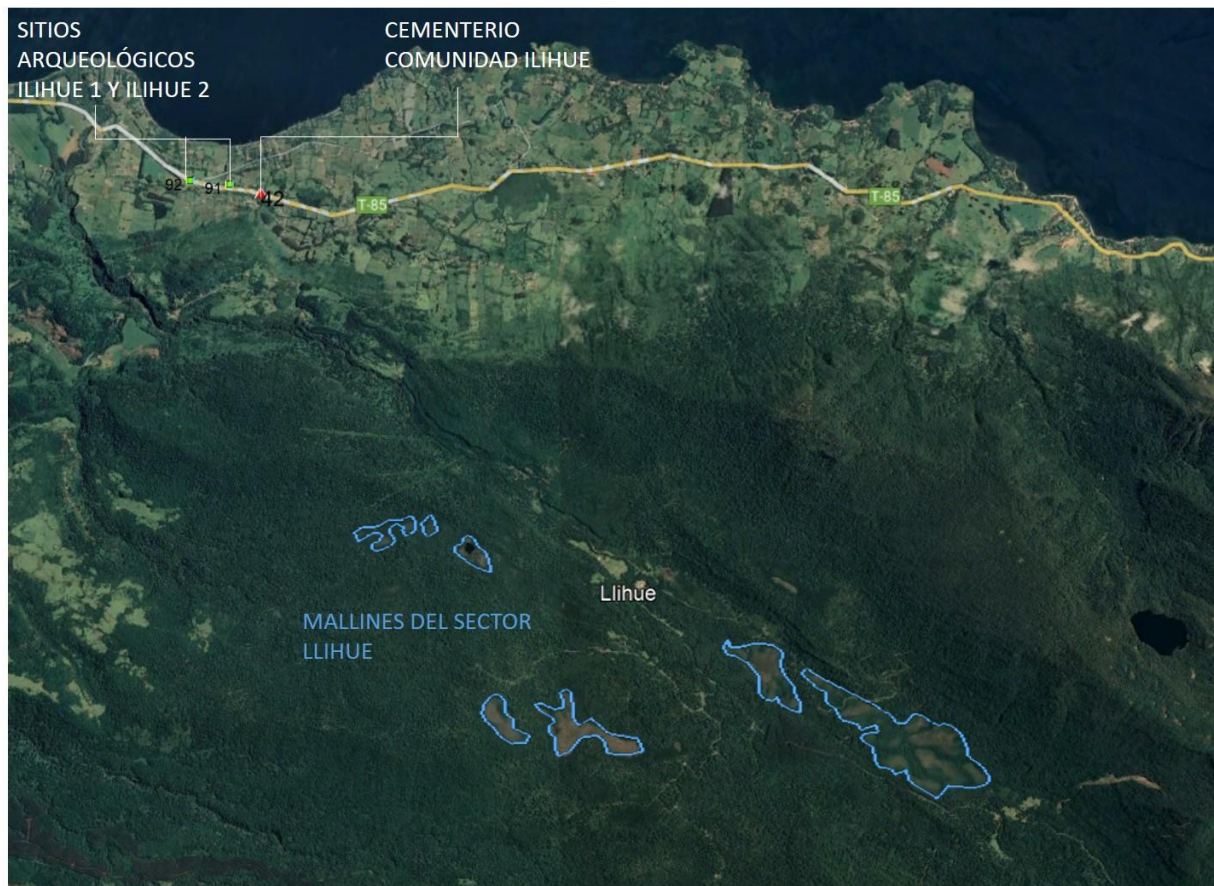 SITIOS
ARQUEOLÓGICOS
ILIHUE 1 Y ILIHUE 2
CEMENTERIO
COMUNIDAD ILIHUE
92
91
42
T-85
T-85
Llihue
MALLINES DEL SECTOR
LLIHUE